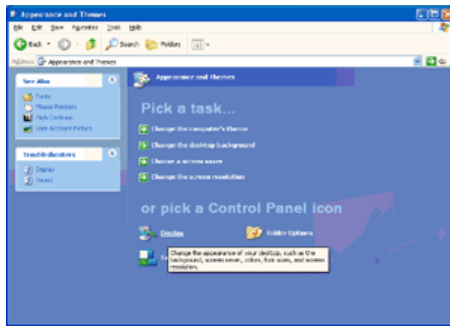 Appearance and Themes
File Edit View Favorites Tools Help
Back Search Folders
Address Appearance and Themes Go
See Also
Fonts
Mouse Pointers
High Contrast
User Account Picture
Troubleshooters
Display
Sound
Appearance and Themes
Pick a task...
Change the computer's theme
Change the desktop background
Choose a screen saver
Change the screen resolution
or pick a Control Panel icon
Display Folder Options
Change the appearance of your desktop, such as the
background, screen saver, colors, font sizes, and screen
resolution.